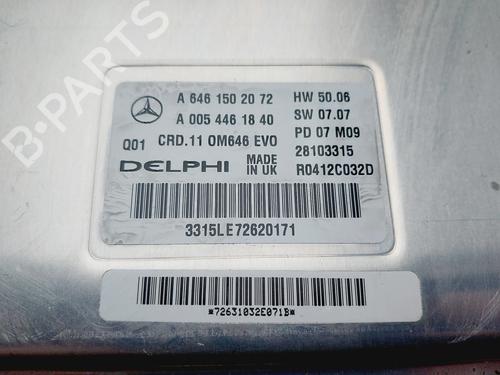 A 646 150 20 72 HW 50.06
A 005 446 18 40 SW 07.07
Q01 CRD.11 OM646 EVO PD 07 M09
DELPHI MADE IN UK 28103315
R0412C032D
3315LE72620171
*72631032E071B*
B-PARTS